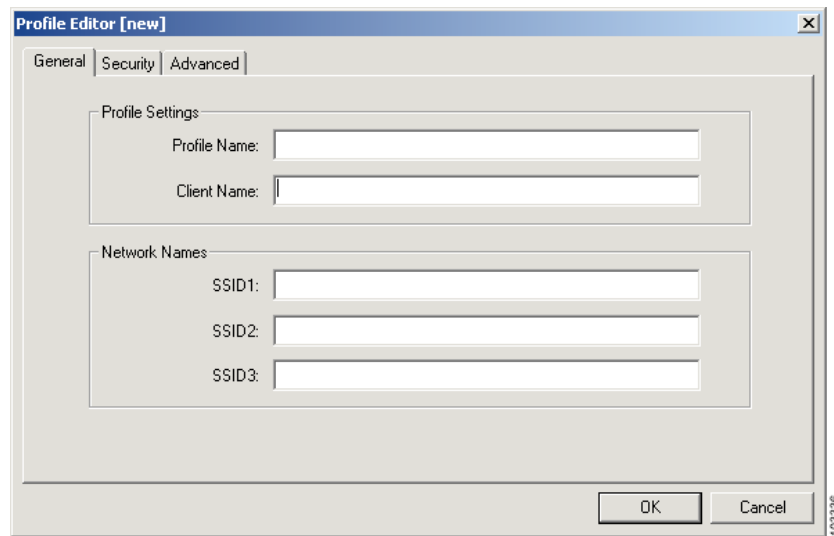 Profile Editor [new]
General Security Advanced
Profile Settings
Profile Name:
Client Name:
Network Names
SSID1:
SSID2:
SSID3:
OK Cancel